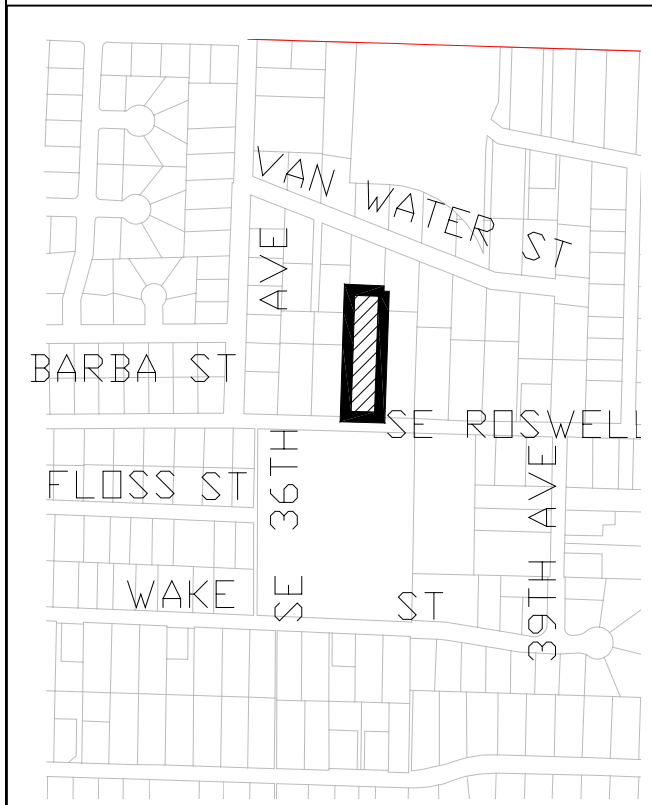 VAN WATER ST
AVE
BARBA ST
SE ROSWELL
FLOSS ST
SE 36TH
39TH AVE
WAKE ST